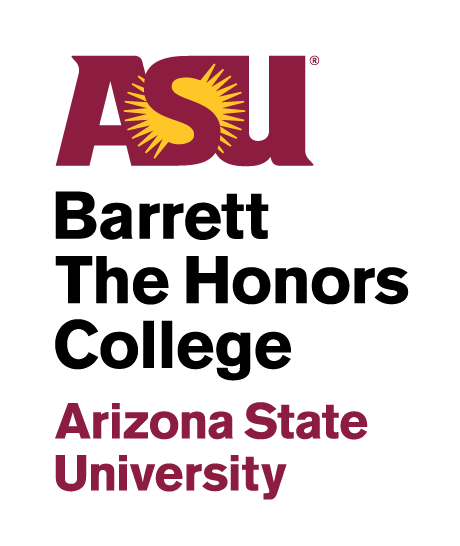 ASU®
Barrett
The Honors
College
Arizona State
University